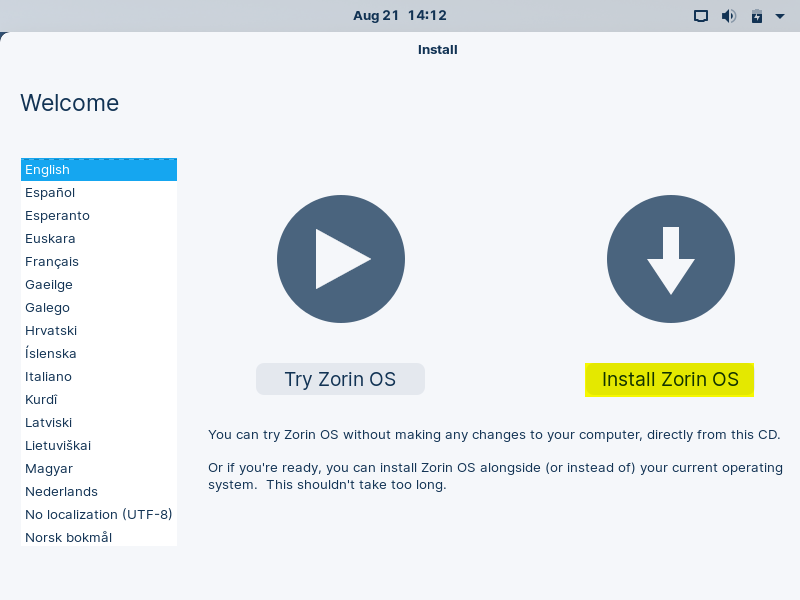 Aug 21 14:12
Install
Welcome
English
Español
Esperanto
Euskara
Français
Gaeilge
Galego
Hrvatski
Íslenska
Italiano
Kurdî
Latviski
Lietuviškai
Magyar
Nederlands
No localization (UTF-8)
Norsk bokmål
Try Zorin OS
Install Zorin OS
You can try Zorin OS without making any changes to your computer, directly from this CD.
Or if you're ready, you can install Zorin OS alongside (or instead of) your current operating
system.  This shouldn't take too long.